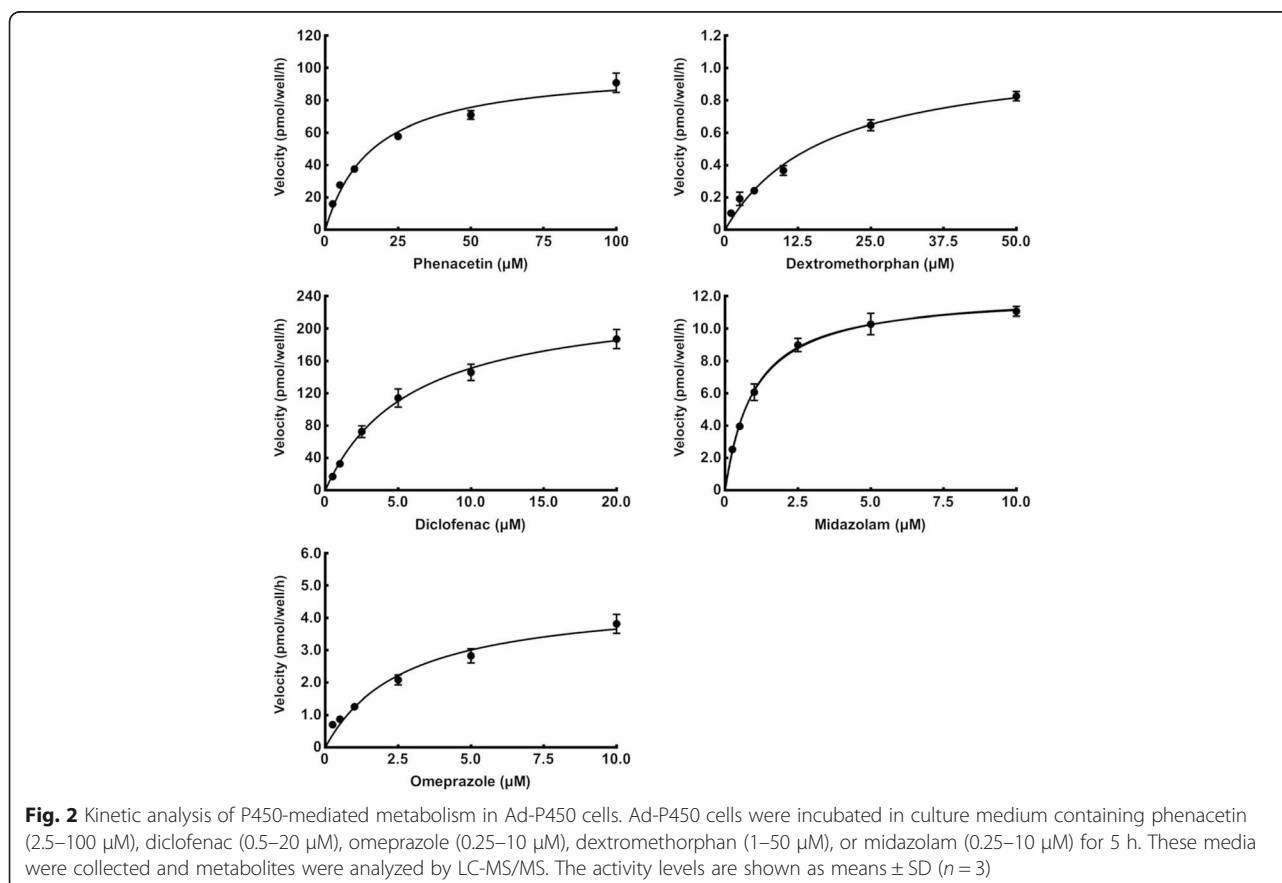 120
100
80
60
40
20
0
Velocity (pmol/well/h)
0 25 50 75 100
Phenacetin (µM)
1.2
1.0
0.8
0.6
0.4
0.2
0
Velocity (pmol/well/h)
0 12.5 25.0 37.5 50.0
Dextromethorphan (µM)
240
200
160
120
80
40
0
Velocity (pmol/well/h)
0 5.0 10.0 15.0 20.0
Diclofenac (µM)
12.0
10.0
8.0
6.0
4.0
2.0
0
Velocity (pmol/well/h)
0 2.5 5.0 7.5 10.0
Midazolam (µM)
6.0
5.0
4.0
3.0
2.0
1.0
0
Velocity (pmol/well/h)
0 2.5 5.0 7.5 10.0
Omeprazole (µM)
Fig. 2 Kinetic analysis of P450-mediated metabolism in Ad-P450 cells. Ad-P450 cells were incubated in culture medium containing phenacetin
(2.5–100 µM), diclofenac (0.5–20 µM), omeprazole (0.25–10 µM), dextromethorphan (1–50 µM), or midazolam (0.25–10 µM) for 5 h. These media
were collected and metabolites were analyzed by LC-MS/MS. The activity levels are shown as means ± SD (n = 3)